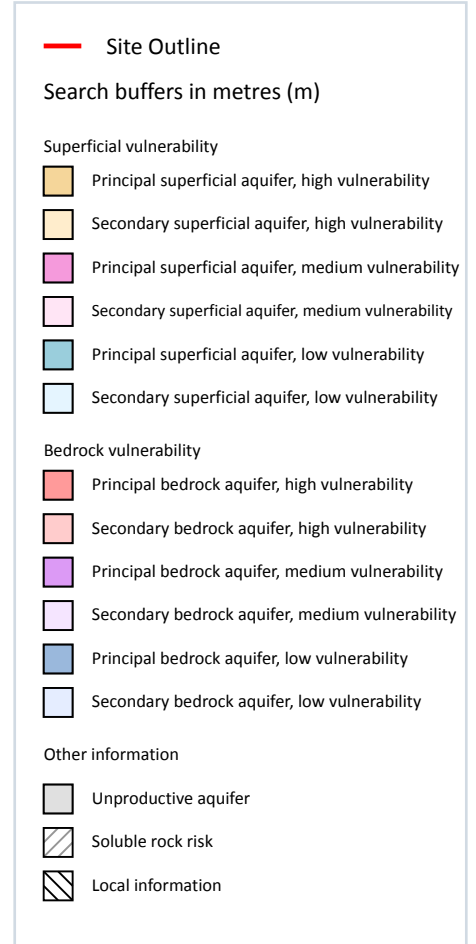 Site Outline
Search buffers in metres (m)
Superficial vulnerability
Principal superficial aquifer, high vulnerability
Secondary superficial aquifer, high vulnerability
Principal superficial aquifer, medium vulnerability
Secondary superficial aquifer, medium vulnerability
Principal superficial aquifer, low vulnerability
Secondary superficial aquifer, low vulnerability
Bedrock vulnerability
Principal bedrock aquifer, high vulnerability
Secondary bedrock aquifer, high vulnerability
Principal bedrock aquifer, medium vulnerability
Secondary bedrock aquifer, medium vulnerability
Principal bedrock aquifer, low vulnerability
Secondary bedrock aquifer, low vulnerability
Other information
Unproductive aquifer
Soluble rock risk
Local information